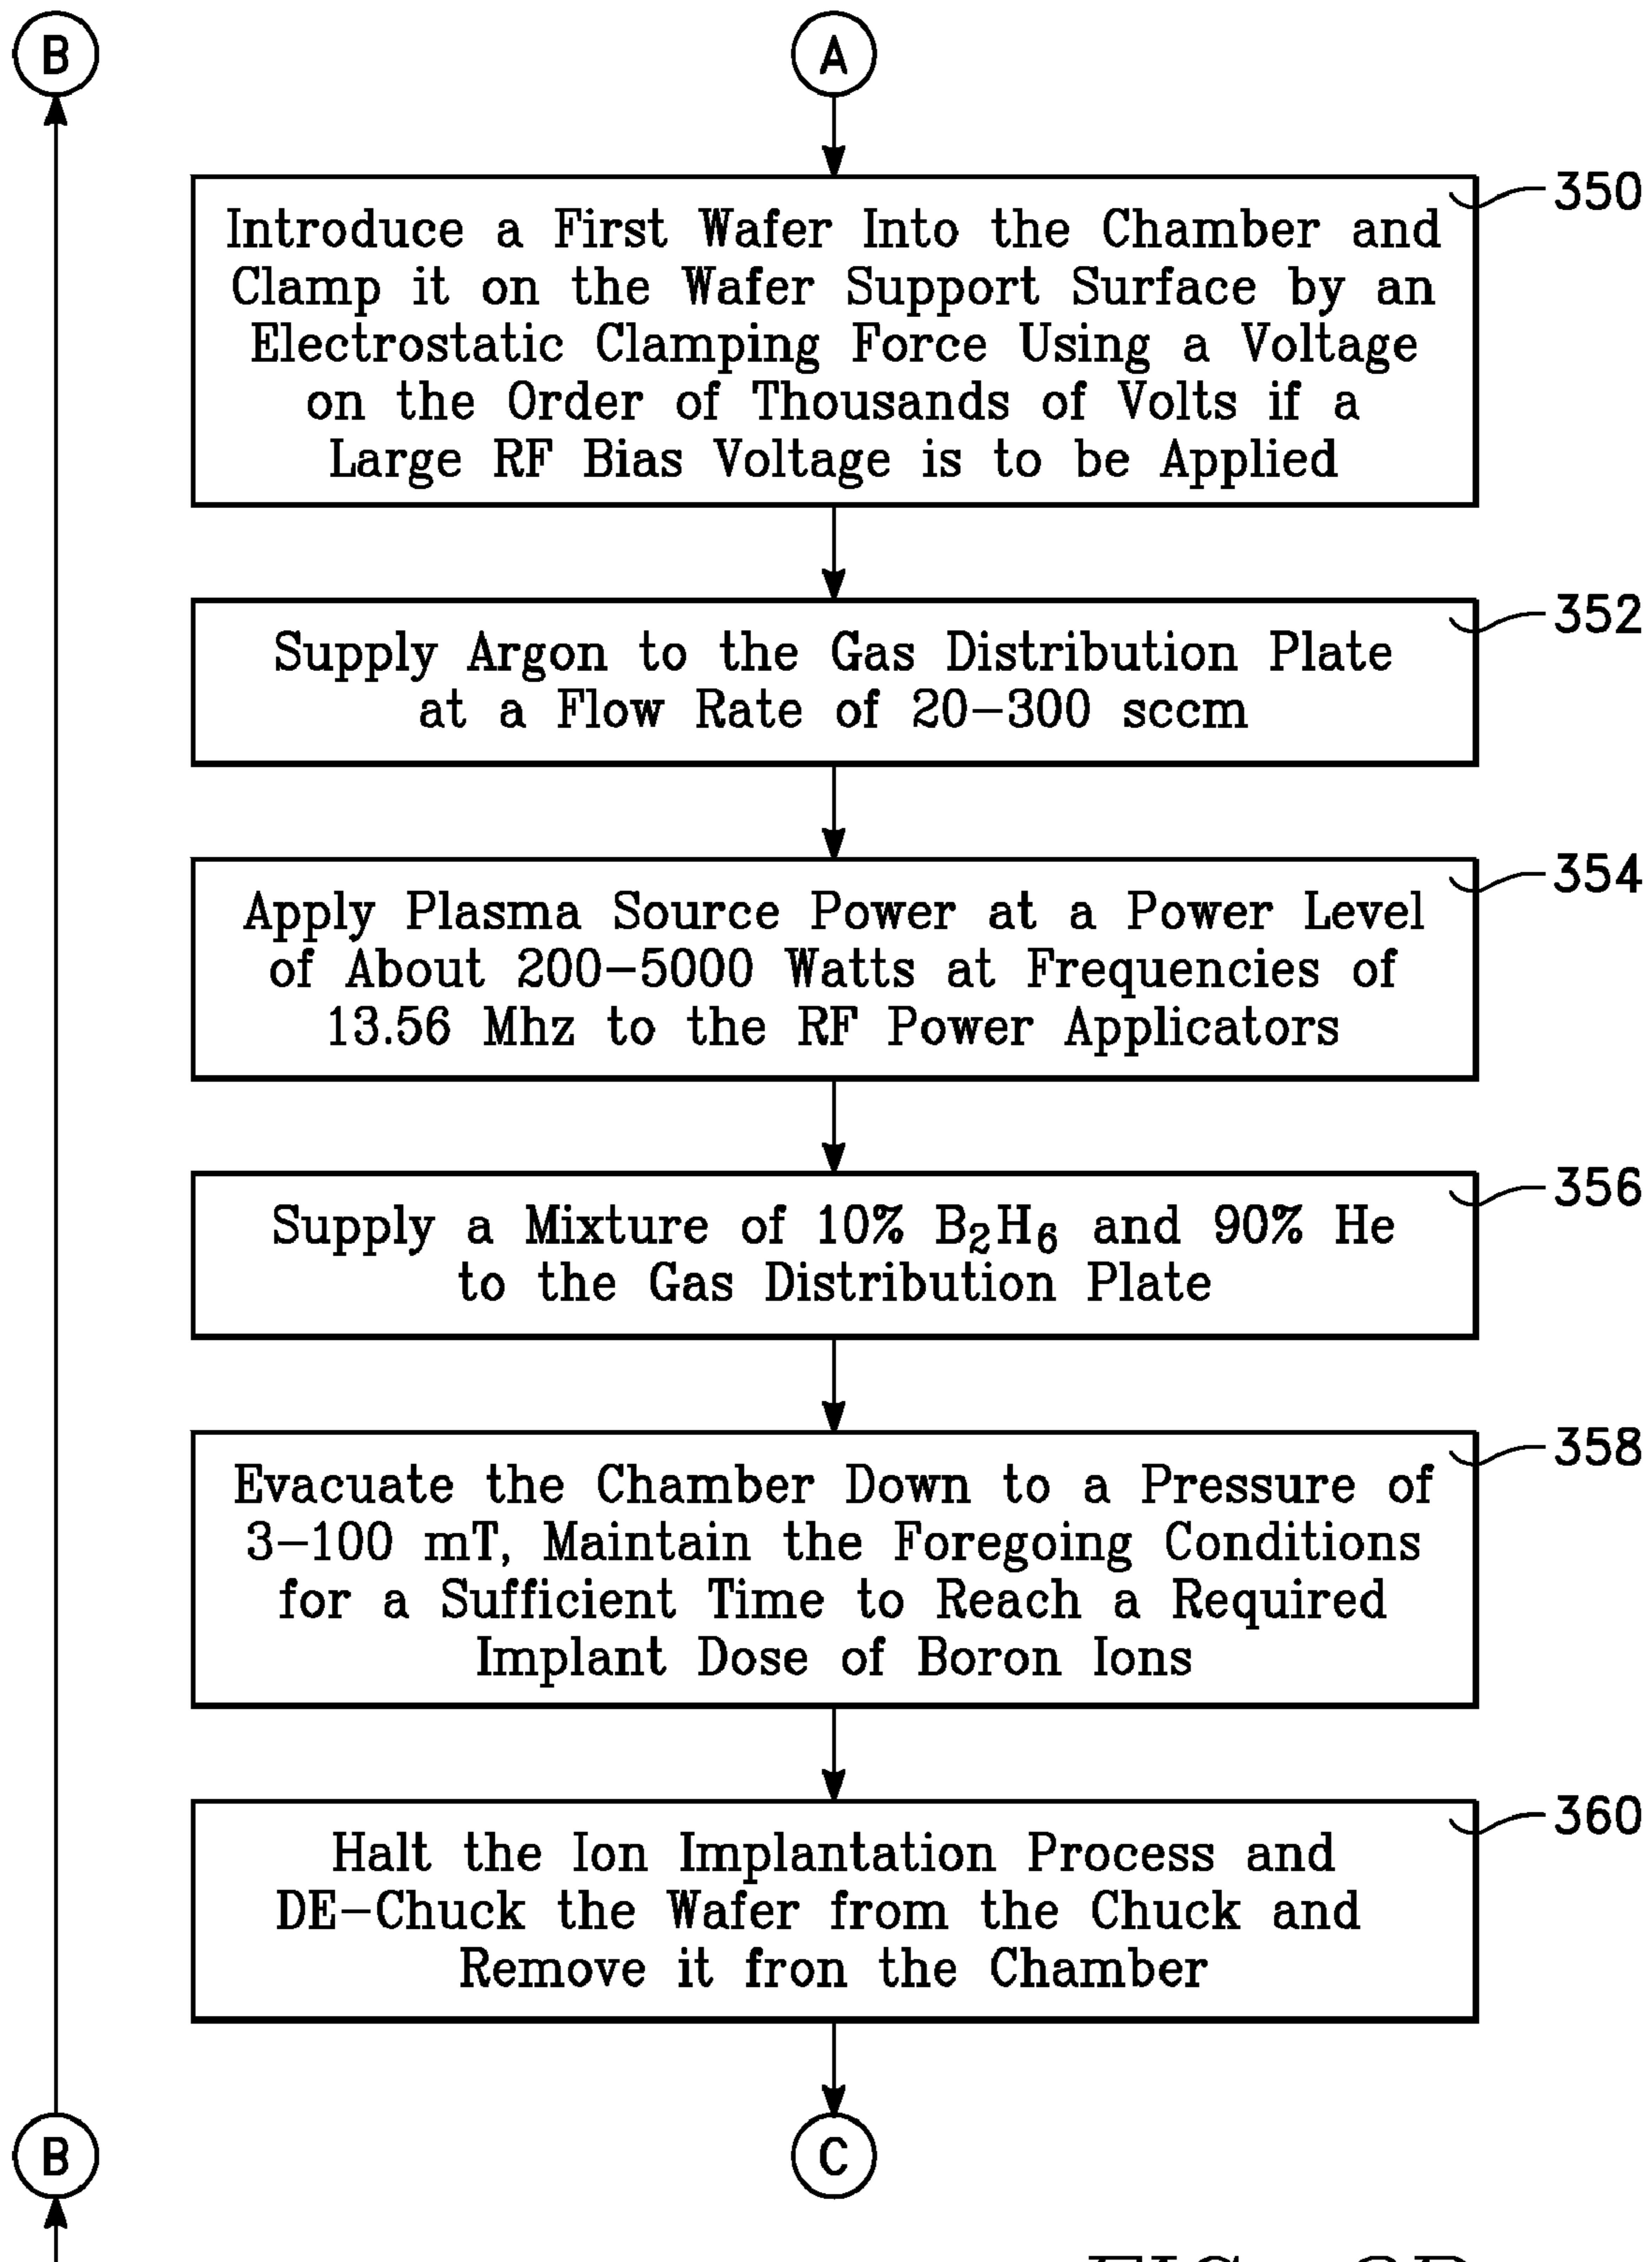 B
A
350
Introduce a First Wafer Into the Chamber and
Clamp it on the Wafer Support Surface by an
Electrostatic Clamping Force Using a Voltage
on the Order of Thousands of Volts if a
Large RF Bias Voltage is to be Applied
352
Supply Argon to the Gas Distribution Plate
at a Flow Rate of 20-300 sccm
354
Apply Plasma Source Power at a Power Level
of About 200-5000 Watts at Frequencies of
13.56 Mhz to the RF Power Applicators
356
Supply a Mixture of 10% B₂H₆ and 90% He
to the Gas Distribution Plate
358
Evacuate the Chamber Down to a Pressure of
3-100 mT, Maintain the Foregoing Conditions
for a Sufficient Time to Reach a Required
Implant Dose of Boron Ions
360
Halt the Ion Implantation Process and
DE-Chuck the Wafer from the Chuck and
Remove it fron the Chamber
B
C